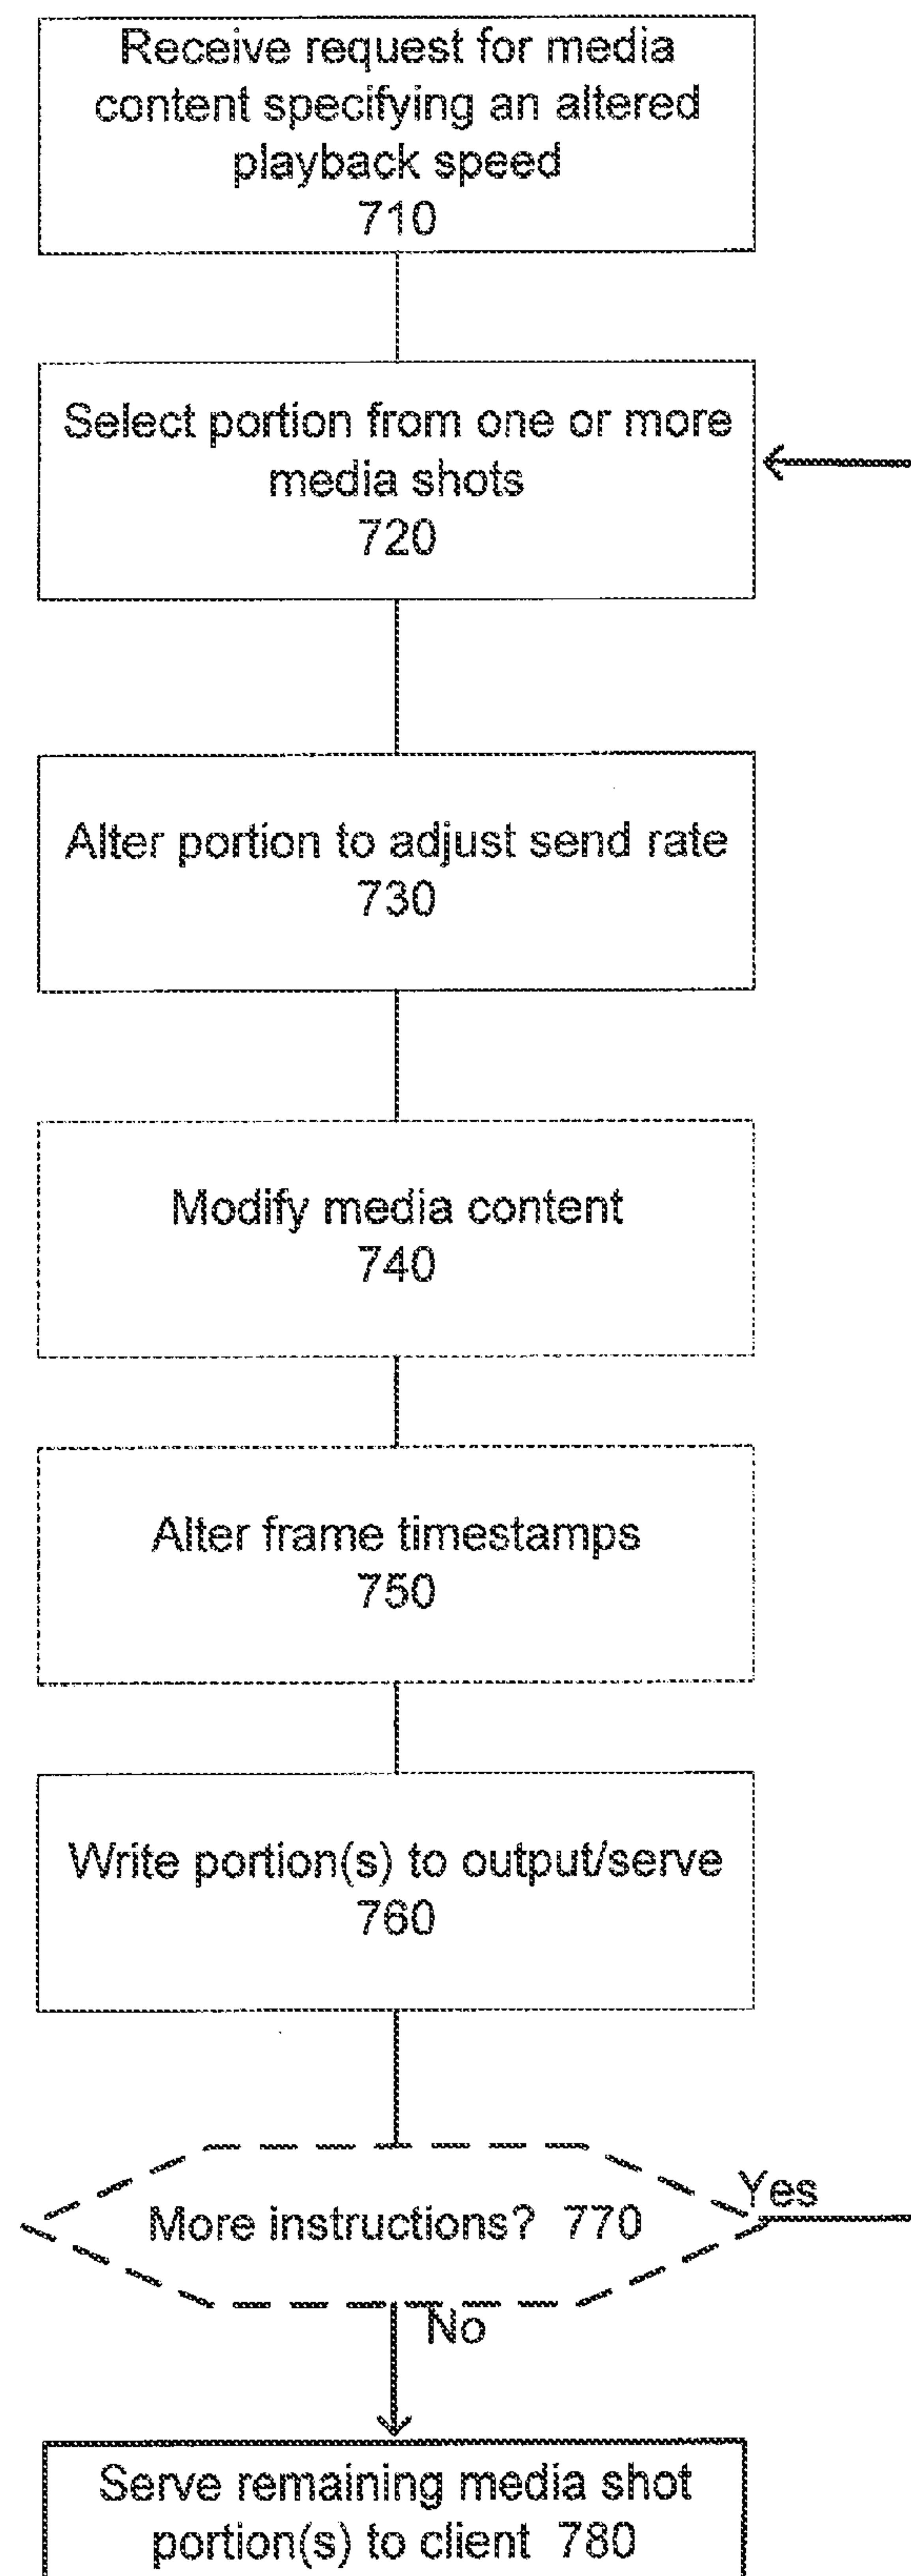 Receive request for media
content specifying an altered
playback speed
710
Select portion from one or more
media shots
720
Alter portion to adjust send rate
730
Modify media content
740
Alter frame timestamps
750
Write portion(s) to output/serve
760
More instructions? 770
Yes
No
Serve remaining media shot
portion(s) to client 780